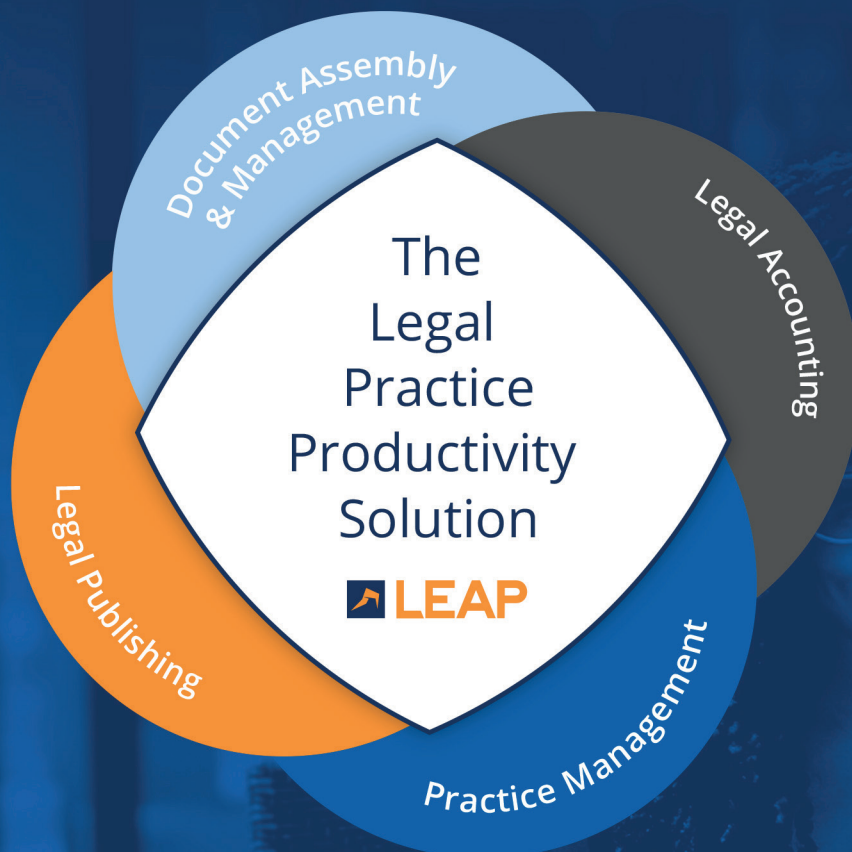 Document Assembly
& Management
Legal Accounting
The
Legal
Practice
Productivity
Solution
LEAP
Legal Publishing
Practice Management